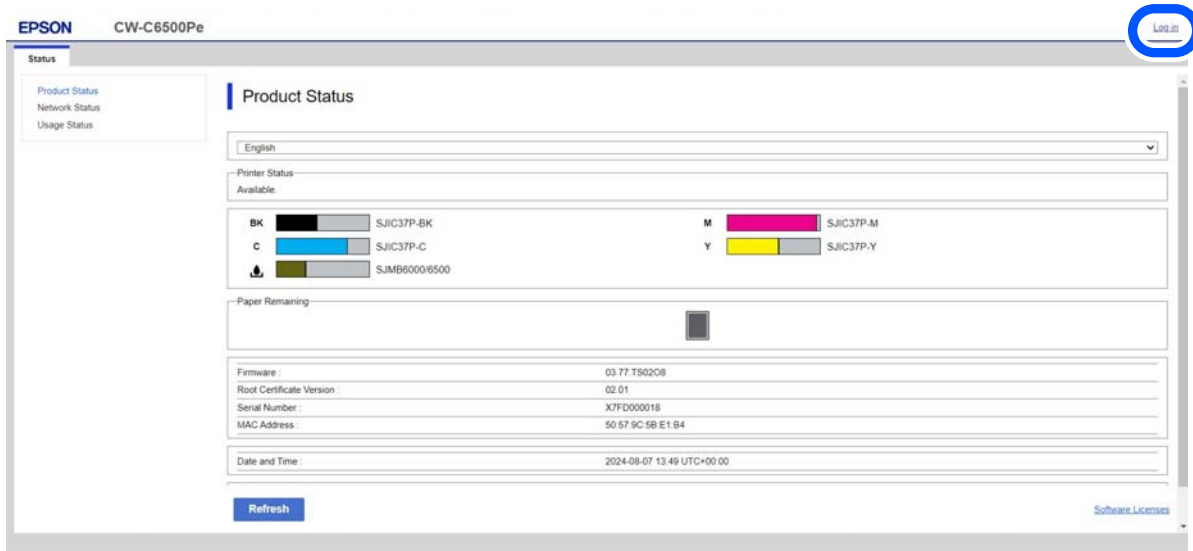 EPSON CW-C6500Pe Log in
Status
Product Status
Network Status
Usage Status
Product Status
English
Printer Status
Available.
BK SJIC37P-BK M SJIC37P-M
C SJIC37P-C Y SJIC37P-Y
SJMB6000/6500
Paper Remaining
Firmware : 03.77.TS02O8
Root Certificate Version : 02.01
Serial Number : X7FD000018
MAC Address : 50:57:9C:5B:E1:B4
Date and Time : 2024-08-07 13:49 UTC+00:00
Refresh Software Licenses